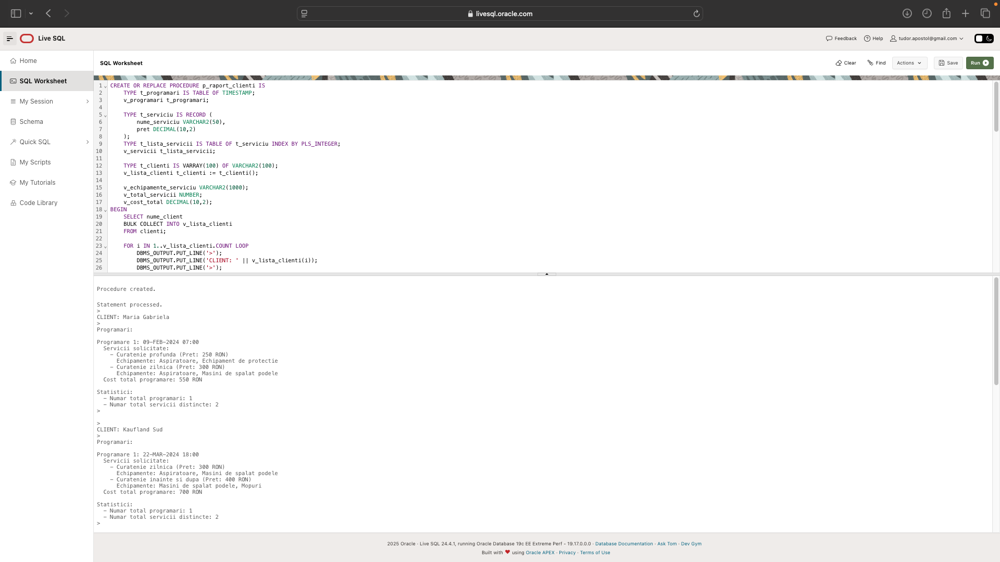 livesql.oracle.com
Live SQL
Feedback
Help
tudor.apostol@gmail.com
Home
SQL Worksheet
My Session
Schema
Quick SQL
My Scripts
My Tutorials
Code Library
SQL Worksheet
Clear
Find
Actions
Save
Run
1 CREATE OR REPLACE PROCEDURE p_raport_clienti IS
2     TYPE t_programari IS TABLE OF TIMESTAMP;
3     v_programari t_programari;
4
5     TYPE t_serviciu IS RECORD (
6         nume_serviciu VARCHAR2(50),
7         pret DECIMAL(10,2)
8     );
9     TYPE t_lista_servicii IS TABLE OF t_serviciu INDEX BY PLS_INTEGER;
10     v_servicii t_lista_servicii;
11
12     TYPE t_clienti IS VARRAY(100) OF VARCHAR2(100);
13     v_lista_clienti t_clienti := t_clienti();
14
15     v_echipamente_serviciu VARCHAR2(1000);
16     v_total_servicii NUMBER;
17     v_cost_total DECIMAL(10,2);
18 BEGIN
19     SELECT nume_client
20     BULK COLLECT INTO v_lista_clienti
21     FROM clienti;
22
23     FOR i IN 1..v_lista_clienti.COUNT LOOP
24         DBMS_OUTPUT.PUT_LINE('>');
25         DBMS_OUTPUT.PUT_LINE('CLIENT: ' || v_lista_clienti(i));
26         DBMS_OUTPUT.PUT_LINE('>');
Procedure created.
Statement processed.
>
CLIENT: Maria Gabriela
>
Programari:
Programare 1: 09-FEB-2024 07:00
  Servicii solicitate:
    - Curatenie profunda (Pret: 250 RON)
      Echipamente: Aspiratoare, Echipament de protectie
    - Curatenie zilnica (Pret: 300 RON)
      Echipamente: Aspiratoare, Masini de spalat podele
  Cost total programare: 550 RON
Statistici:
  - Numar total programari: 1
  - Numar total servicii distincte: 2
>
>
CLIENT: Kaufland Sud
>
Programari:
Programare 1: 22-MAR-2024 18:00
  Servicii solicitate:
    - Curatenie zilnica (Pret: 300 RON)
      Echipamente: Aspiratoare, Masini de spalat podele
    - Curatenie inainte si dupa (Pret: 400 RON)
      Echipamente: Masini de spalat podele, Mopuri
  Cost total programare: 700 RON
Statistici:
  - Numar total programari: 1
  - Numar total servicii distincte: 2
>
2025 Oracle · Live SQL 24.4.1, running Oracle Database 19c EE Extreme Perf - 19.17.0.0.0 · Database Documentation · Ask Tom · Dev Gym
Built with ❤ using Oracle APEX · Privacy · Terms of Use